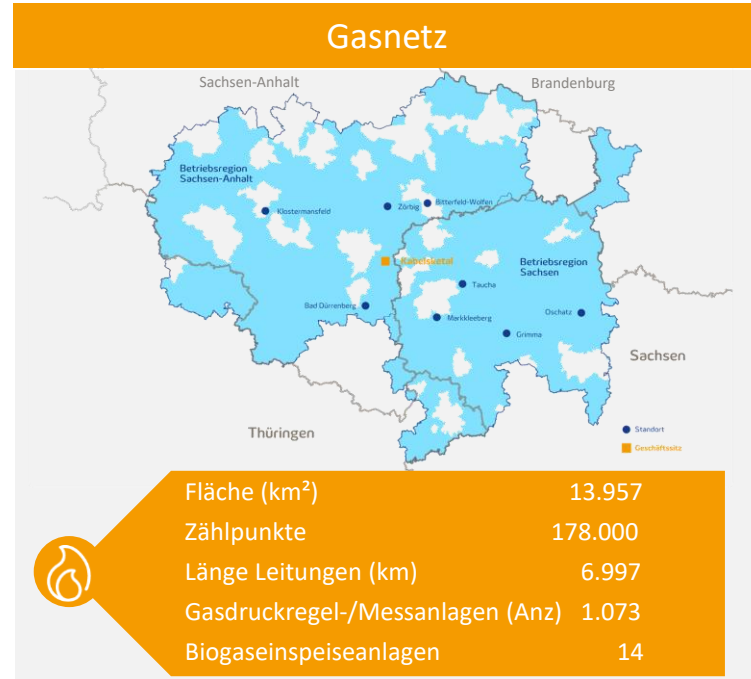 Gasnetz
Sachsen-Anhalt
Brandenburg
Betriebsregion
Sachsen-Anhalt
Klostermansfeld
Zörbig
Bitterfeld-Wolfen
Kabelsketal
Betriebsregion
Sachsen
Taucha
Bad Dürrenberg
Markkleeberg
Oschatz
Grimma
Sachsen
Thüringen
Standort
Geschäftssitz
Fläche (km²) 13.957
Zählpunkte 178.000
Länge Leitungen (km) 6.997
Gasdruckregel-/Messanlagen (Anz) 1.073
Biogaseinspeiseanlagen 14